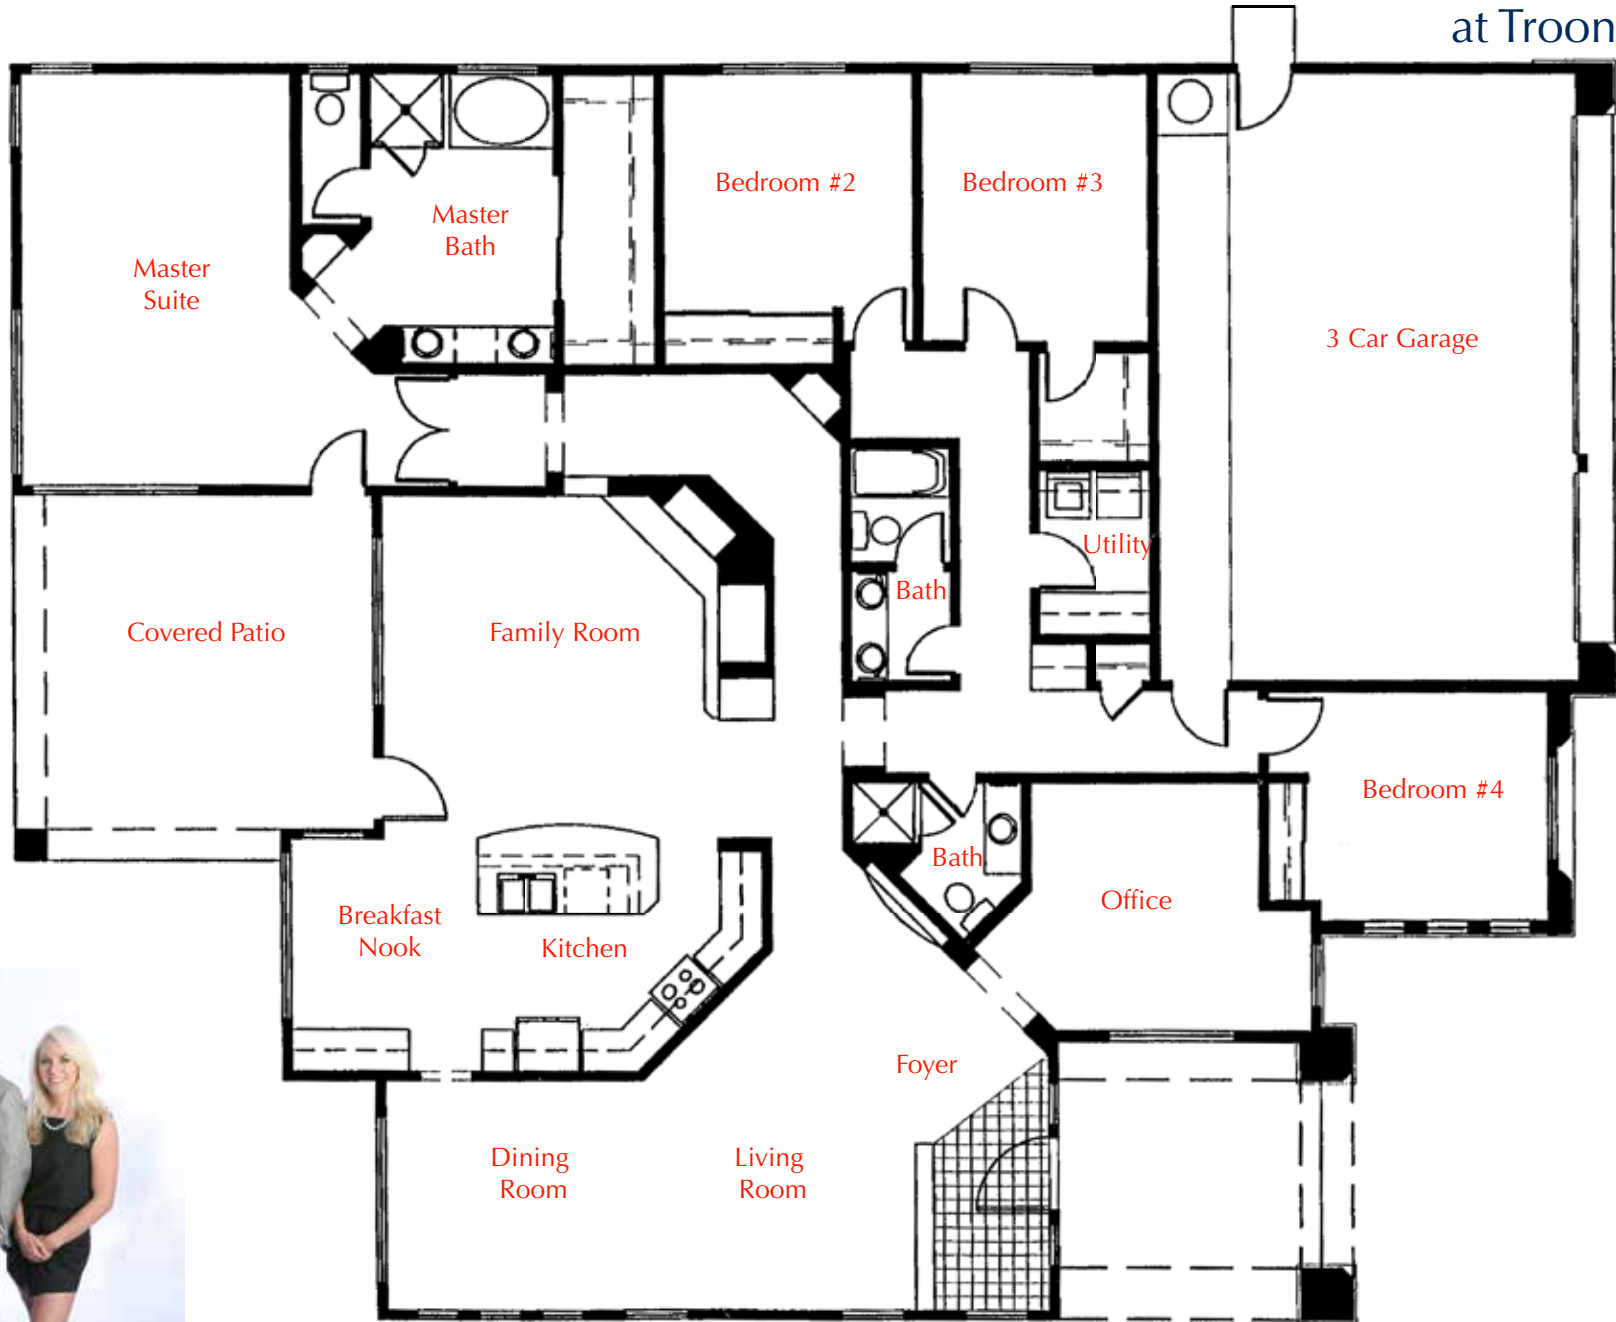 at Troon
Bedroom #2
Bedroom #3
Master
Bath
Master
Suite
3 Car Garage
Utility
Bath
Covered Patio
Family Room
Bedroom #4
Bath
Office
Breakfast
Nook
Kitchen
Foyer
Dining
Room
Living
Room